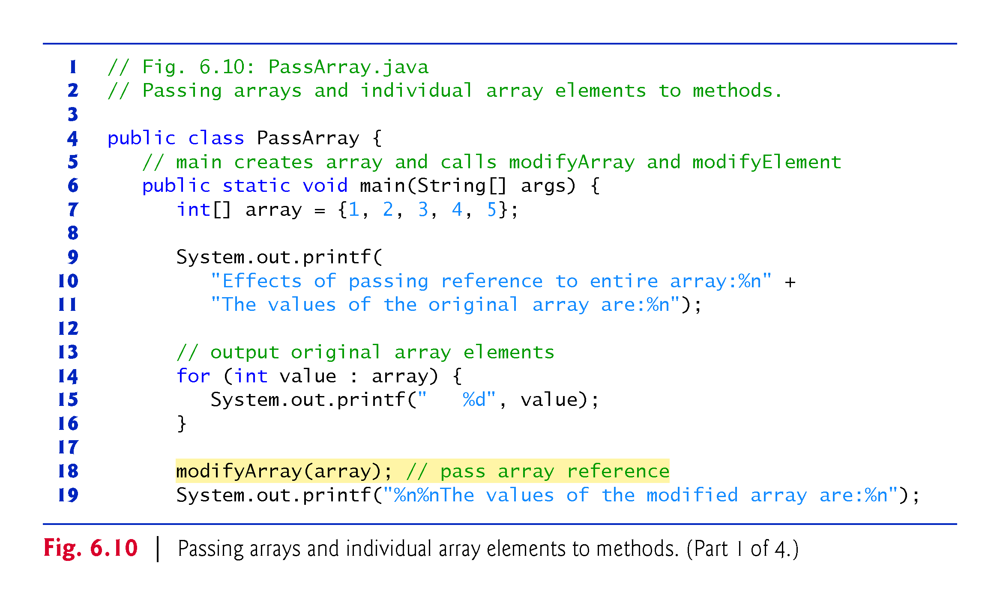 1 // Fig. 6.10: PassArray.java
2 // Passing arrays and individual array elements to methods.
3
4 public class PassArray {
5    // main creates array and calls modifyArray and modifyElement
6    public static void main(String[] args) {
7       int[] array = {1, 2, 3, 4, 5};
8
9       System.out.printf(
10          "Effects of passing reference to entire array:%n" +
11          "The values of the original array are:%n");
12
13       // output original array elements
14       for (int value : array) {
15          System.out.printf("   %d", value);
16       }
17
18       modifyArray(array); // pass array reference
19       System.out.printf("%n%nThe values of the modified array are:%n");
Fig. 6.10 | Passing arrays and individual array elements to methods. (Part 1 of 4.)